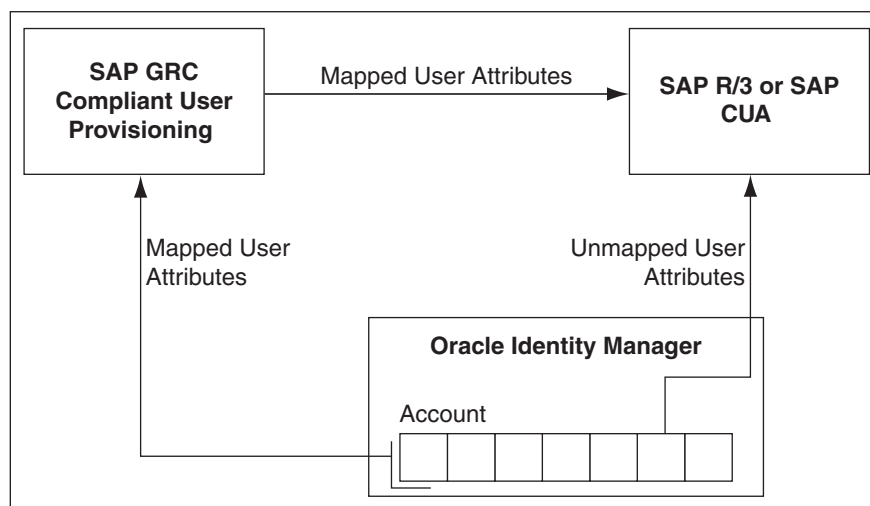 SAP GRC
Compliant User
Provisioning
Mapped User Attributes
SAP R/3 or SAP
CUA
Mapped User
Attributes
Unmapped User
Attributes
Oracle Identity Manager
Account